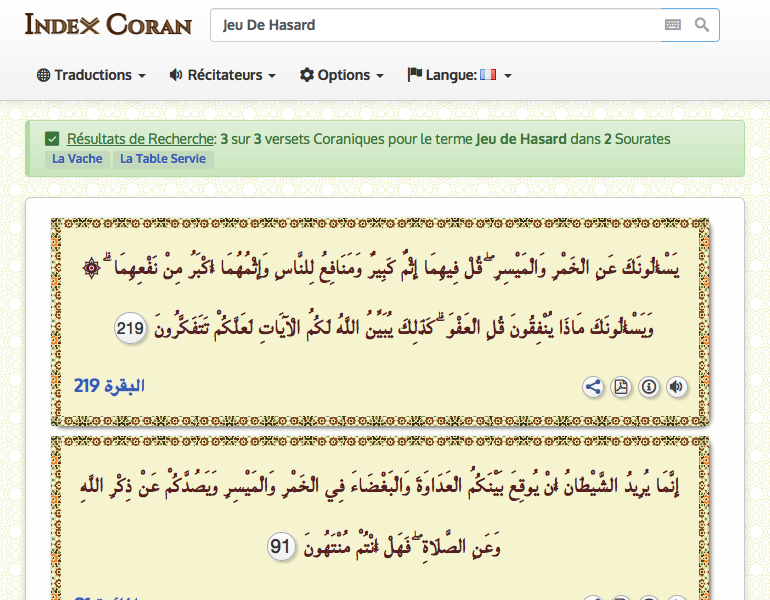 Index Coran
Jeu De Hasard
Traductions Récitateurs Options Langue:
Résultats de Recherche: 3 sur 3 versets Coraniques pour le terme Jeu de Hasard dans 2 Sourates
La Vache La Table Servie
يَسْأَلُونَكَ عَنِ الْخَمْرِ وَالْمَيْسِرِ ۖ قُلْ فِيهِمَا إِثْمٌ كَبِيرٌ وَمَنَافِعُ لِلنَّاسِ وَإِثْمُهُمَا أَكْبَرُ مِنْ نَفْعِهِمَا ۗ ۞
وَيَسْأَلُونَكَ مَاذَا يُنْفِقُونَ قُلِ الْعَفْوَ ۗ كَذَٰلِكَ يُبَيِّنُ اللَّهُ لَكُمُ الْآيَاتِ لَعَلَّكُمْ تَتَفَكَّرُونَ 219
البقرة 219
إِنَّمَا يُرِيدُ الشَّيْطَانُ أَنْ يُوقِعَ بَيْنَكُمُ الْعَدَاوَةَ وَالْبَغْضَاءَ فِي الْخَمْرِ وَالْمَيْسِرِ وَيَصُدَّكُمْ عَنْ ذِكْرِ اللَّهِ
وَعَنِ الصَّلَاةِ ۖ فَهَلْ أَنْتُمْ مُنْتَهُونَ 91